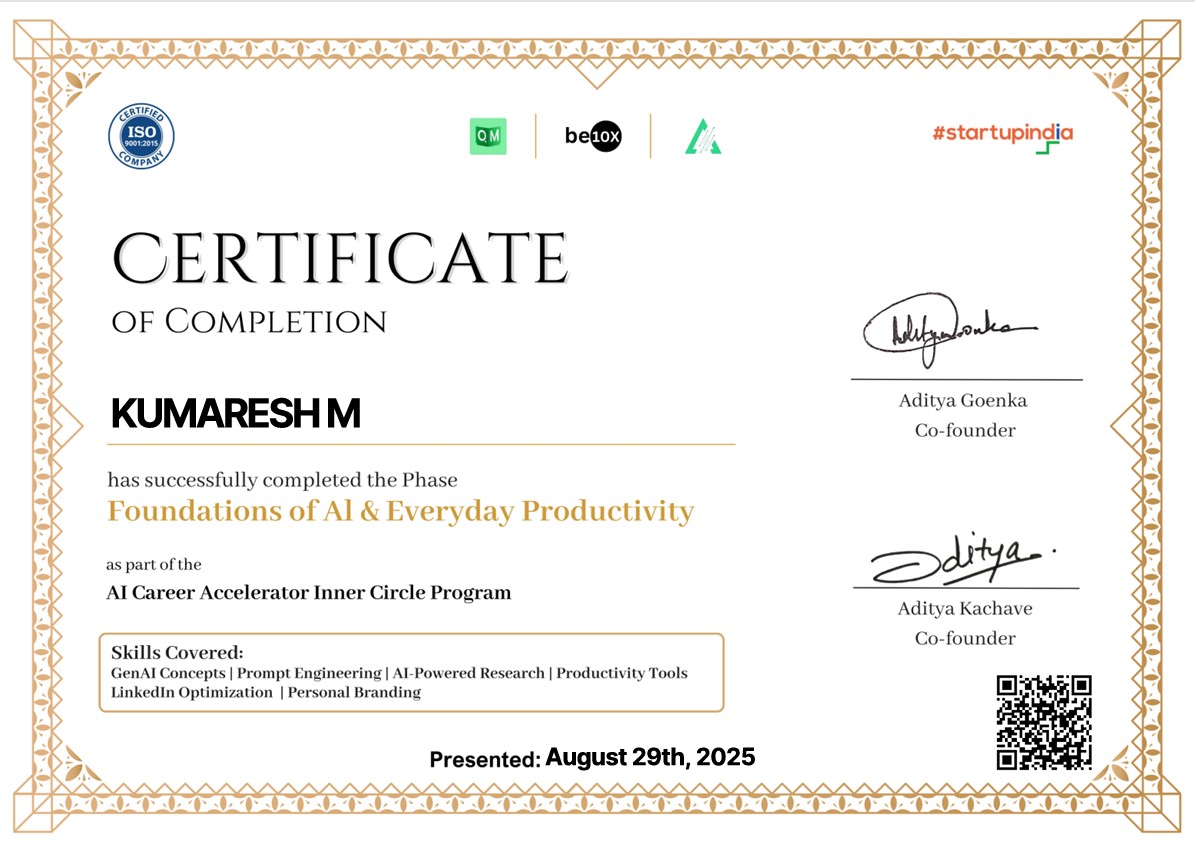 CERTIFIED
ISO
9001:2015
COMPANY
QM
be10X
#startupindia
CERTIFICATE
OF COMPLETION
KUMARESH M
has successfully completed the Phase
Foundations of Al & Everyday Productivity
as part of the
AI Career Accelerator Inner Circle Program
Skills Covered:
GenAI Concepts | Prompt Engineering | AI-Powered Research | Productivity Tools
LinkedIn Optimization | Personal Branding
Presented: August 29th, 2025
Aditya Goenka
Aditya Goenka
Co-founder
Aditya.
Aditya Kachave
Co-founder